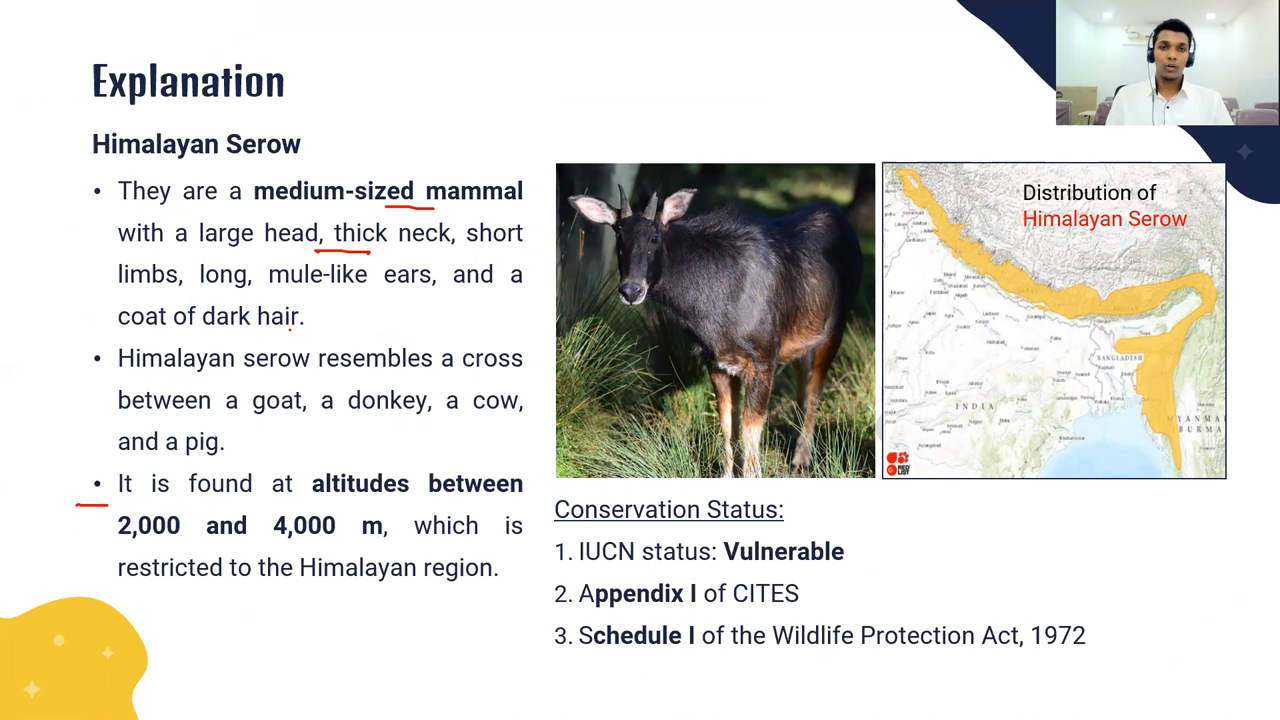 Explanation
Himalayan Serow
• They are a medium-sized mammal
with a large head, thick neck, short
limbs, long, mule-like ears, and a
coat of dark hair.
• Himalayan serow resembles a cross
between a goat, a donkey, a cow,
and a pig.
• It is found at altitudes between
2,000 and 4,000 m, which is
restricted to the Himalayan region.
Distribution of
Himalayan Serow
BANGLADESH
INDIA
MYANMA
BURMA
RED
LIST
Conservation Status:
1. IUCN status: Vulnerable
2. Appendix I of CITES
3. Schedule I of the Wildlife Protection Act, 1972